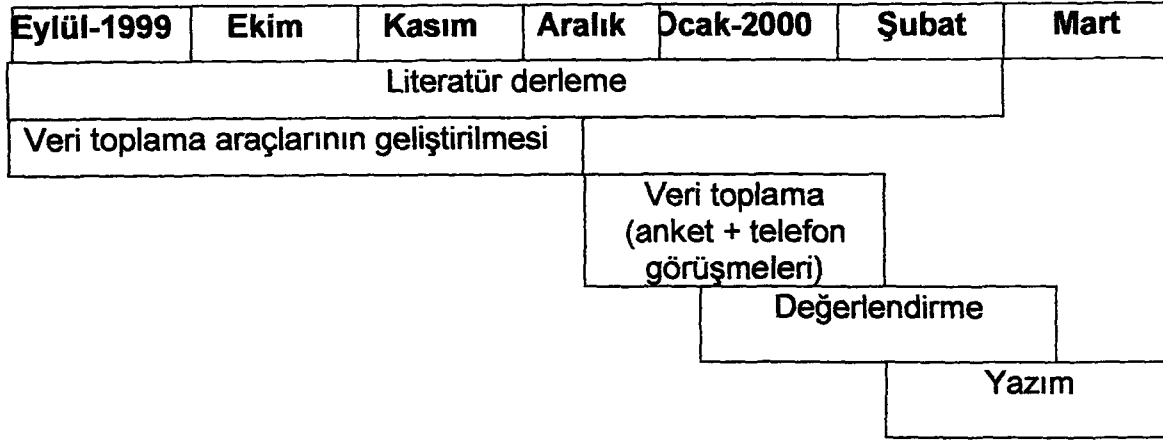 Eylül-1999 Ekim Kasım Aralık Ocak-2000 Şubat Mart
Literatür derleme
Veri toplama araçlarının geliştirilmesi
Veri toplama
(anket + telefon
görüşmeleri)
Değerlendirme
Yazım